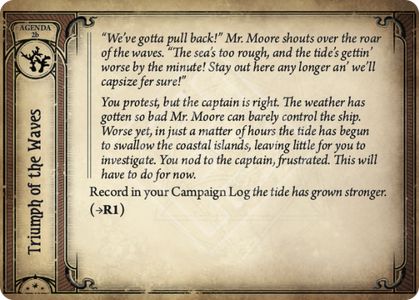 AGENDA
2b
Triumph of the Waves
“We’ve gotta pull back!” Mr. Moore shouts over the roar
of the waves. “The sea’s too rough, and the tide’s gettin’
worse by the minute! Stay out here any longer an’ we’ll
capsize fer sure!”
You protest, but the captain is right. The weather has
gotten so bad Mr. Moore can barely control the ship.
Worse yet, in just a matter of hours the tide has begun
to swallow the coastal islands, leaving little for you to
investigate. You nod to the captain, frustrated. This will
have to do for now.
Record in your Campaign Log the tide has grown stronger.
(→R1)